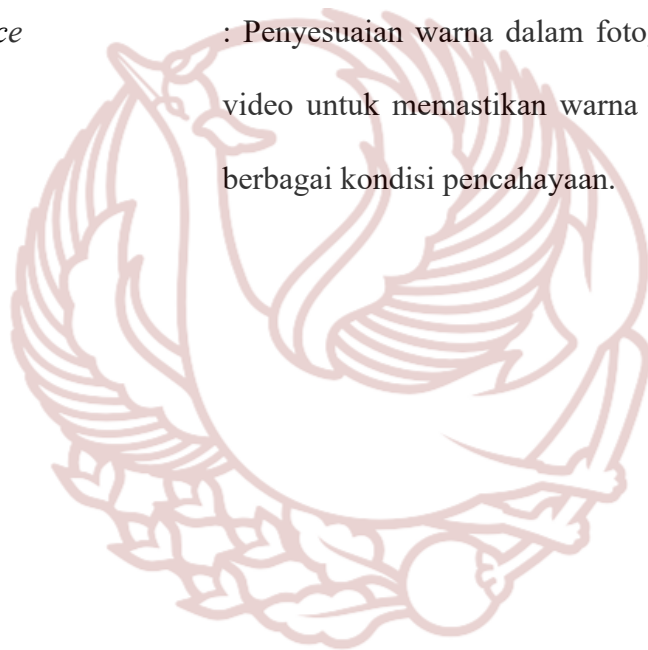 ce : Penyesuaian warna dalam foto
video untuk memastikan warna
berbagai kondisi pencahayaan.